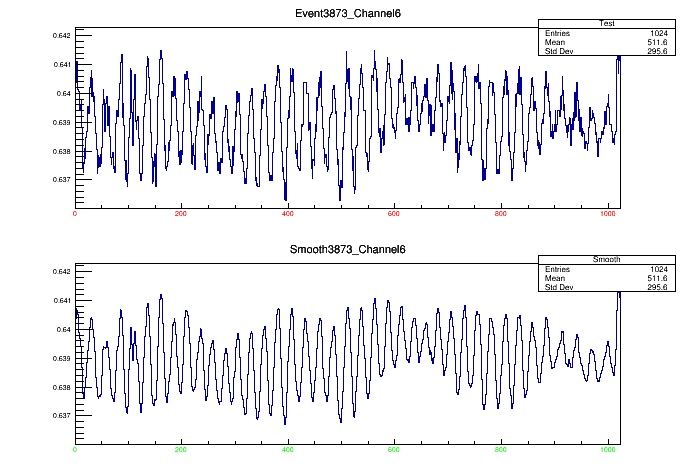 Event3873_Channel6
Test
Entries 1024
Mean 511.6
Std Dev 295.6
0.642
0.641
0.64
0.639
0.638
0.637
0 200 400 600 800 1000
Smooth3873_Channel6
Smooth
Entries 1024
Mean 511.6
Std Dev 295.6
0.642
0.641
0.64
0.639
0.638
0.637
0 200 400 600 800 1000